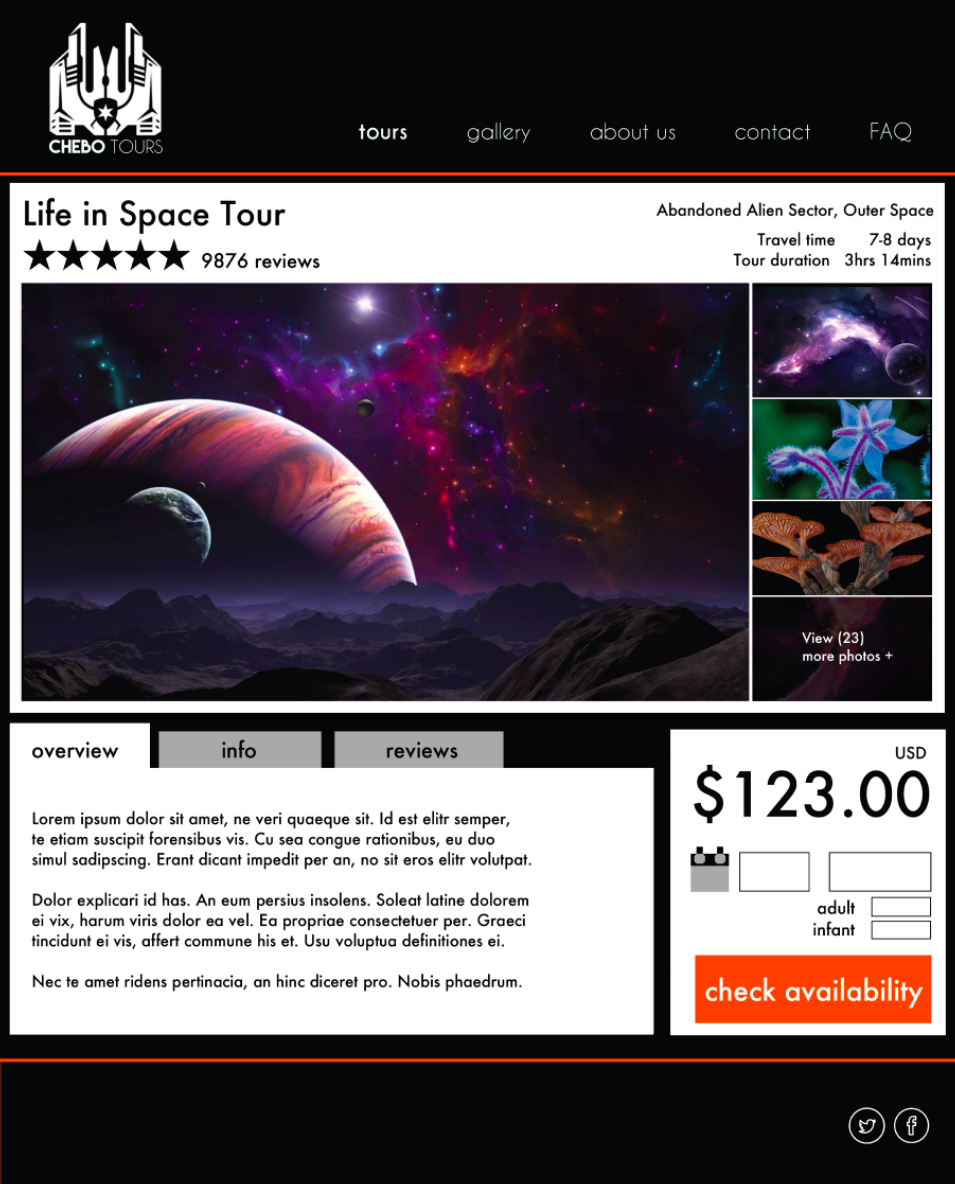 CHEBO TOURS
tours gallery about us contact FAQ
Life in Space Tour
9876 reviews
Abandoned Alien Sector, Outer Space
Travel time 7-8 days
Tour duration 3hrs 14mins
View (23)
more photos +
overview info reviews
Lorem ipsum dolor sit amet, ne veri quaeque sit. Id est elitr semper,
te etiam suscipit forensibus vis. Cu sea congue rationibus, eu duo
simul sadipscing. Erant dicant impedit per an, no sit eros elitr volutpat.
Dolor explicari id has. An eum persius insolens. Soleat latine dolorem
ei vix, harum viris dolor ea vel. Ea propriae consectetuer per. Graeci
tincidunt ei vis, affert commune his et. Usu voluptua definitiones ei.
Nec te amet ridens pertinacia, an hinc diceret pro. Nobis phaedrum.
USD
$123.00
adult
infant
check availability